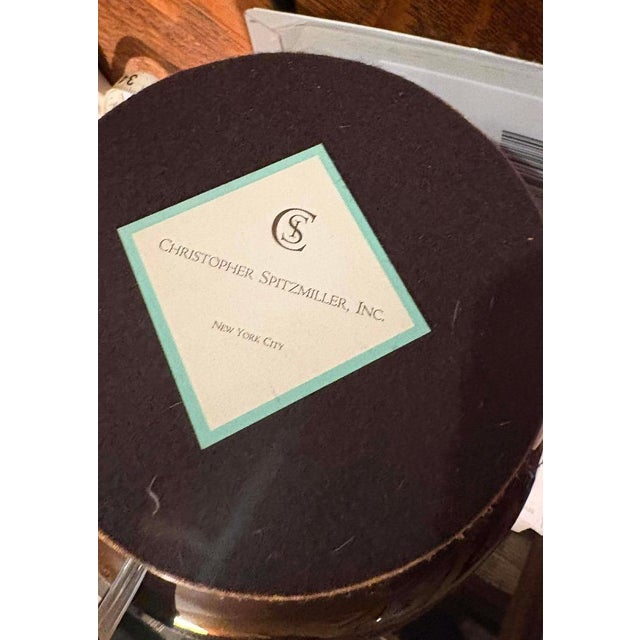 CS
CHRISTOPHER SPITZMILLER, INC.
NEW YORK CITY